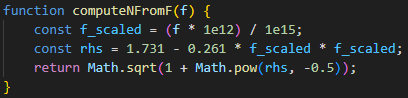 function computeNFromF(f) {
const f_scaled = (f * 1e12) / 1e15;
const rhs = 1.731 - 0.261 * f_scaled * f_scaled;
return Math.sqrt(1 + Math.pow(rhs, -0.5));
}